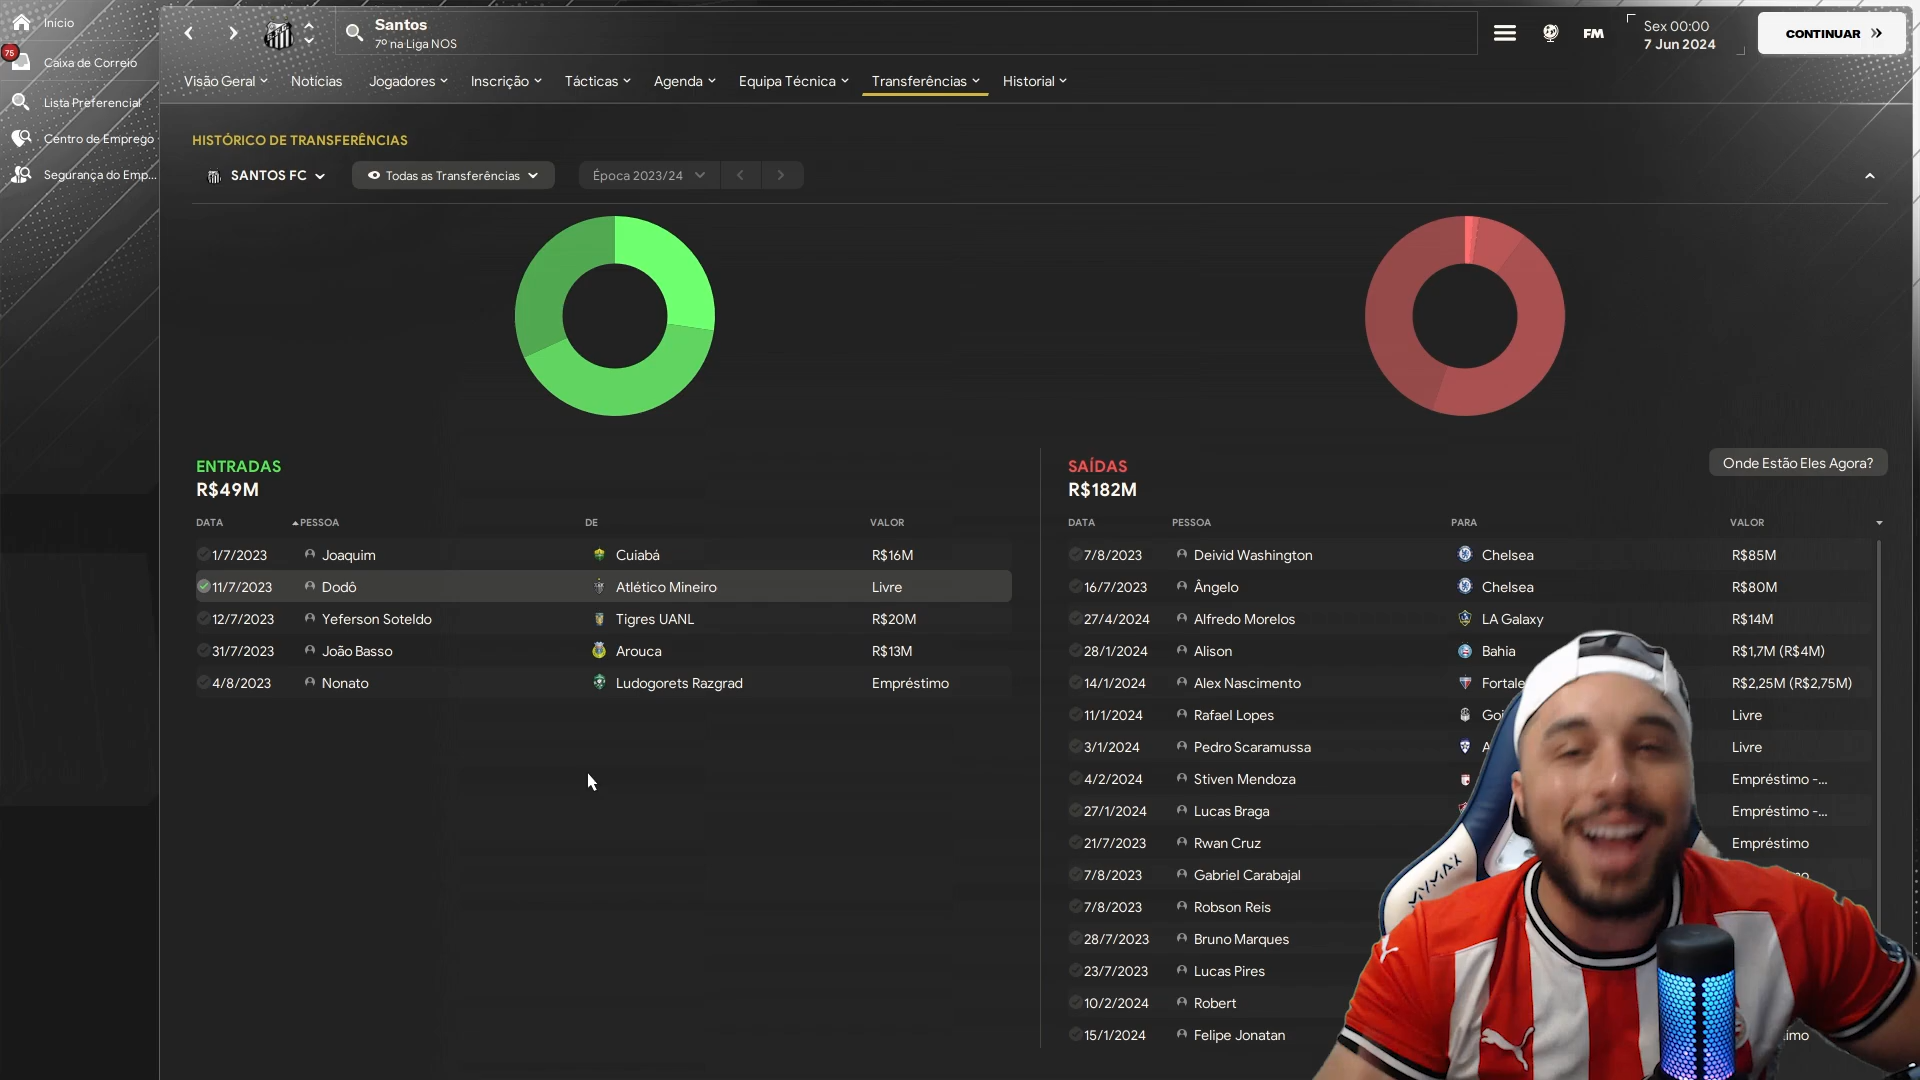 Início
75
Caixa de Correio
Lista Preferencial
Centro de Emprego
Segurança do Emp...
Santos
7º na Liga NOS
FM
Sex 00:00
7 Jun 2024
CONTINUAR
Visão Geral
Notícias
Jogadores
Inscrição
Tácticas
Agenda
Equipa Técnica
Transferências
Historial
HISTÓRICO DE TRANSFERÊNCIAS
SANTOS FC
Todas as Transferências
Época 2023/24
ENTRADAS
R$49M
DATA PESSOA DE VALOR
1/7/2023 Joaquim Cuiabá R$16M
11/7/2023 Dodô Atlético Mineiro Livre
12/7/2023 Yeferson Soteldo Tigres UANL R$20M
31/7/2023 João Basso Arouca R$13M
4/8/2023 Nonato Ludogorets Razgrad Empréstimo
SAÍDAS
R$182M
Onde Estão Eles Agora?
DATA PESSOA PARA VALOR
7/8/2023 Deivid Washington Chelsea R$85M
16/7/2023 Ângelo Chelsea R$80M
27/4/2024 Alfredo Morelos LA Galaxy R$14M
28/1/2024 Alison Bahia R$1,7M (R$4M)
14/1/2024 Alex Nascimento Fortale R$2,25M (R$2,75M)
11/1/2024 Rafael Lopes Goi Livre
3/1/2024 Pedro Scaramussa A Livre
4/2/2024 Stiven Mendoza Empréstimo -...
27/1/2024 Lucas Braga Empréstimo -...
21/7/2023 Rwan Cruz Empréstimo
7/8/2023 Gabriel Carabajal
7/8/2023 Robson Reis
28/7/2023 Bruno Marques
23/7/2023 Lucas Pires
10/2/2024 Robert
15/1/2024 Felipe Jonatan